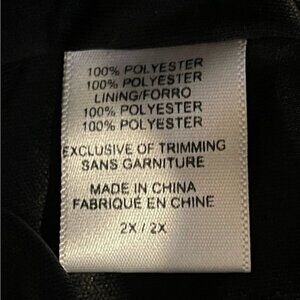 100% POLYESTER
100% POLYESTER
LINING/FORRO
100% POLYESTER
100% POLYESTER
EXCLUSIVE OF TRIMMING
SANS GARNITURE
MADE IN CHINA
FABRIQUÉ EN CHINE
2X / 2X